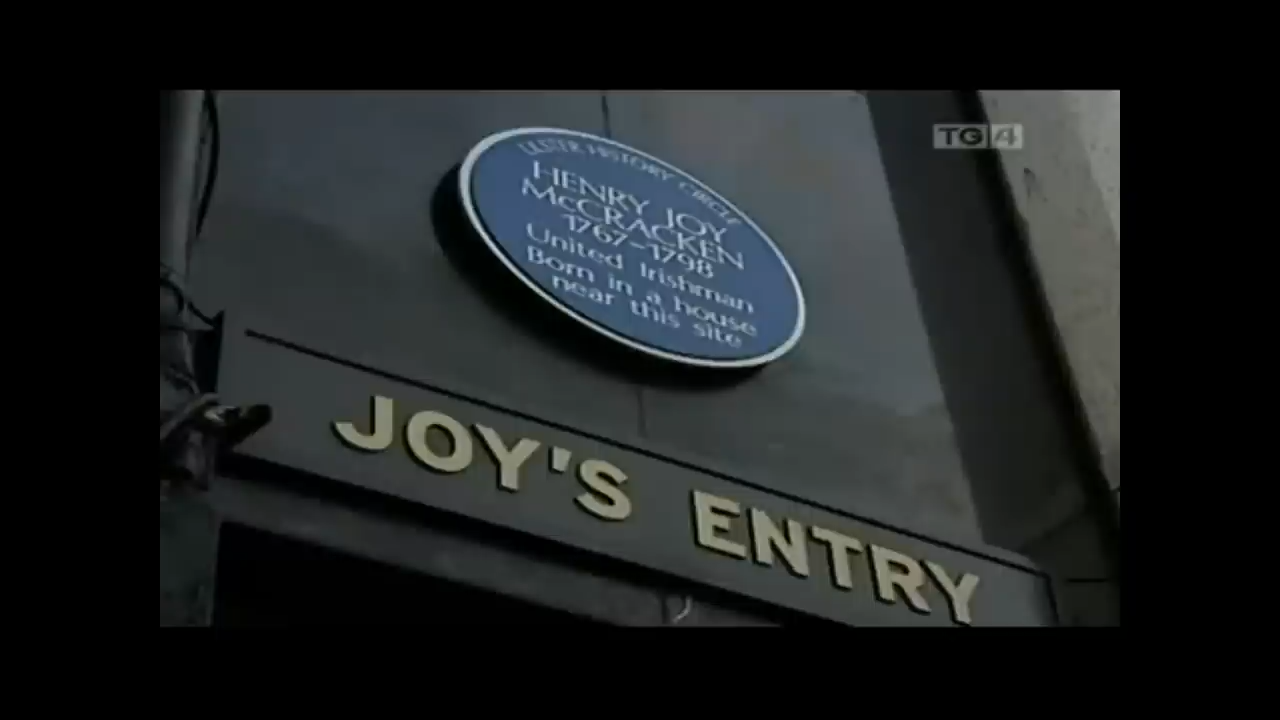 TG4
ULSTER HISTORY CIRCLE
HENRY JOY
McCRACKEN
1767-1798
United Irishman
Born in a house
near this site
JOY'S ENTRY